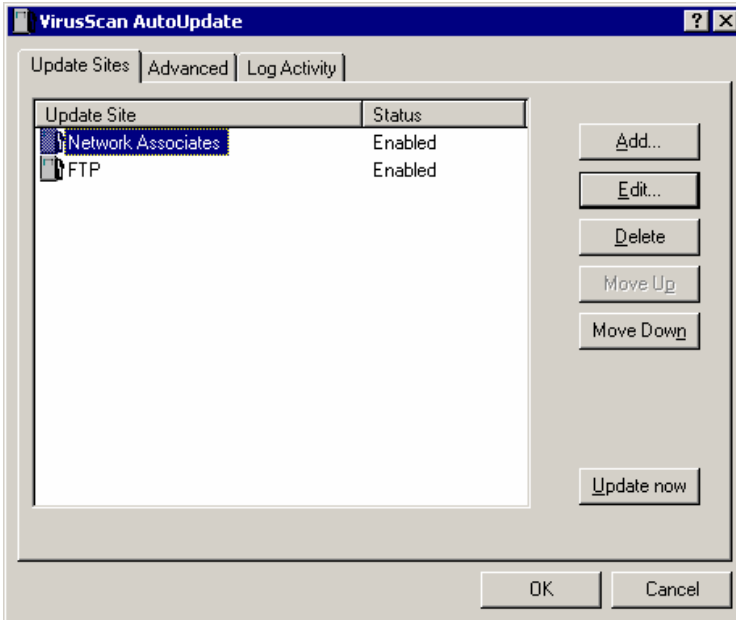 VirusScan AutoUpdate
Update Sites Advanced Log Activity
Update Site Status
Network Associates Enabled
FTP Enabled
Add...
Edit...
Delete
Move Up
Move Down
Update now
OK Cancel